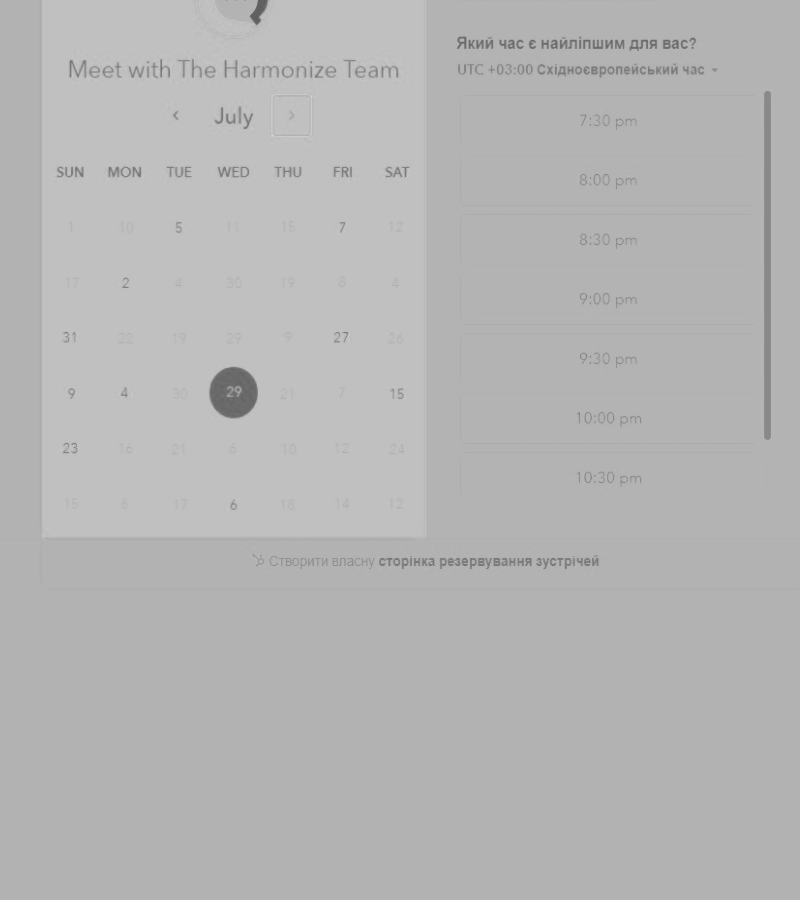 Meet with The Harmonize Team
July
SUN MON TUE WED THU FRI SAT
1 10 5 11 15 7 12
17 2 4 30 19 8 4
31 22 19 29 9 27 26
9 4 30 29 21 7 15
23 16 21 6 10 12 24
15 6 17 6 18 14 12
Який час є найліпшим для вас?
UTC +03:00 Східноєвропейський час
7:30 pm
8:00 pm
8:30 pm
9:00 pm
9:30 pm
10:00 pm
10:30 pm
Створити власну сторінка резервування зустрічей